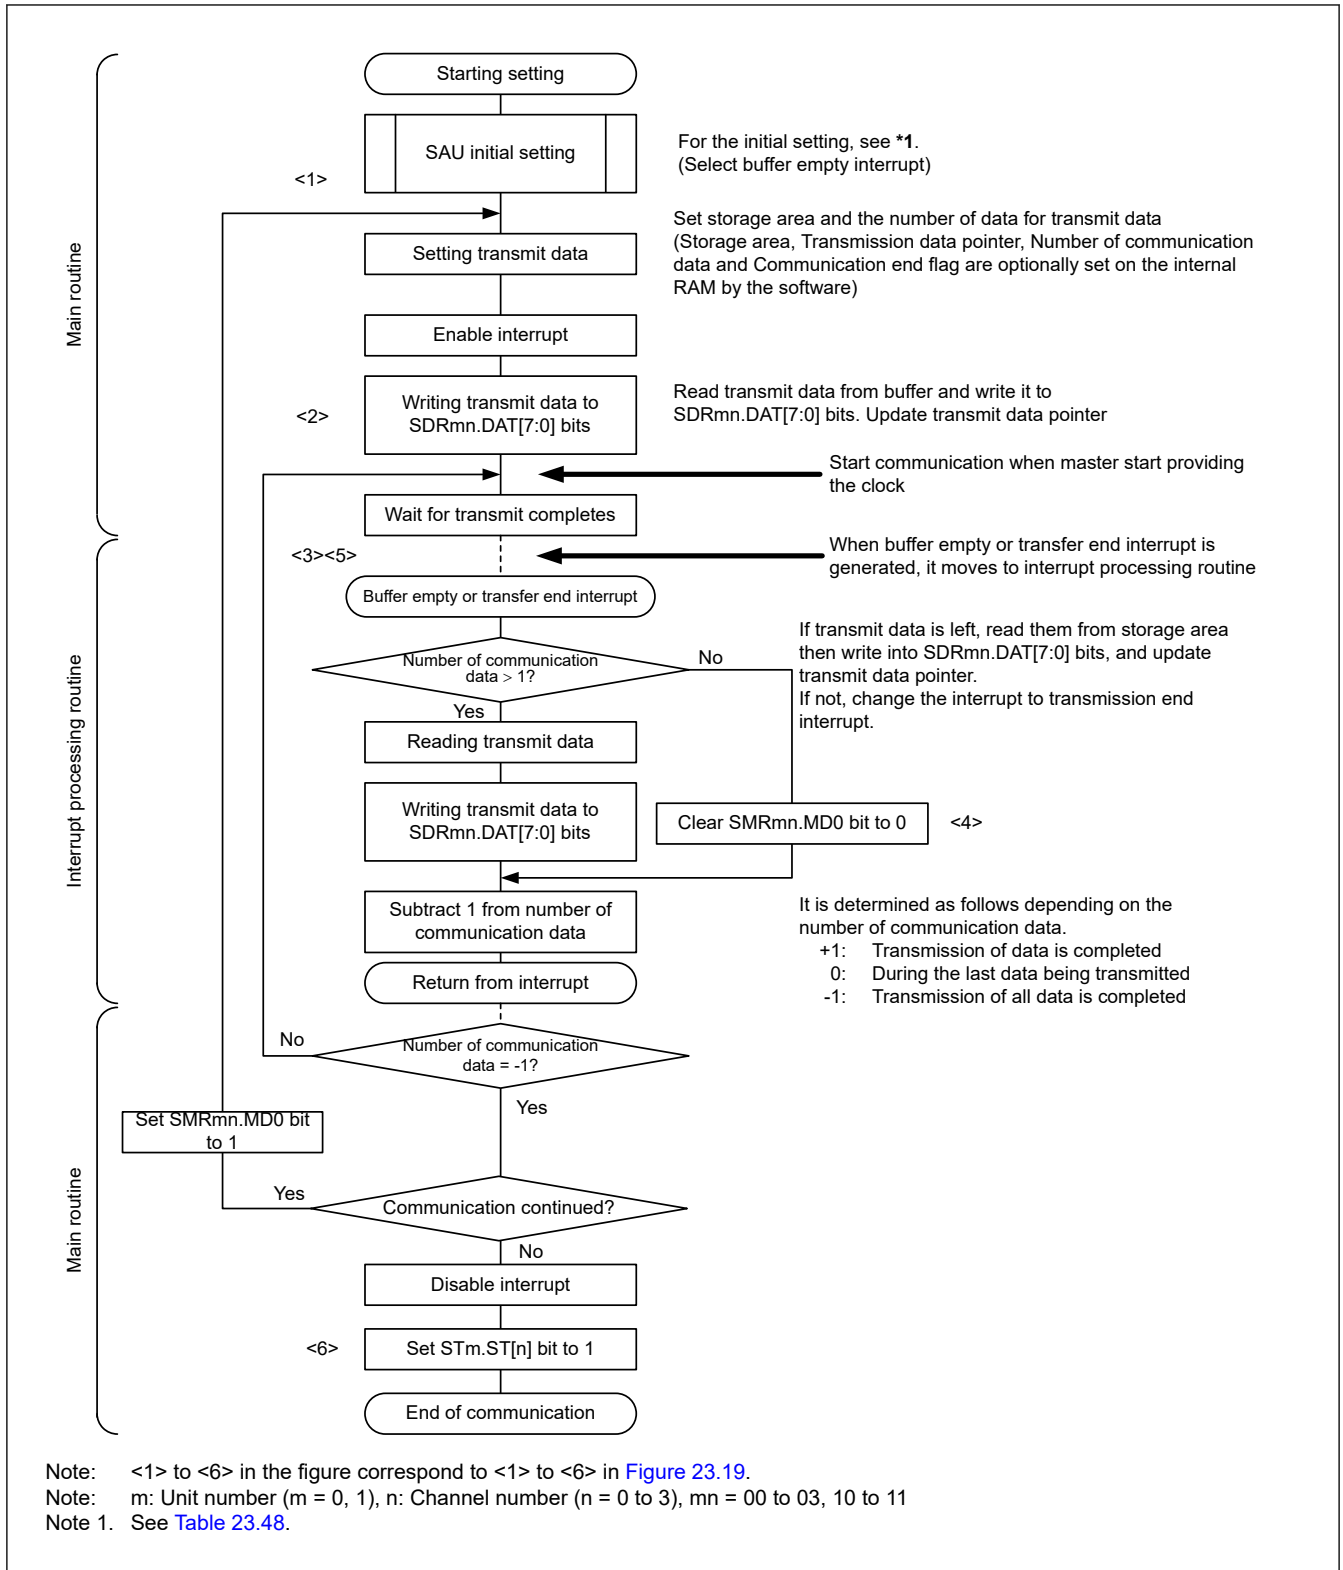 Starting setting
SAU initial setting
For the initial setting, see *1.
(Select buffer empty interrupt)
<1>
Set storage area and the number of data for transmit data
(Storage area, Transmission data pointer, Number of communication
data and Communication end flag are optionally set on the internal
RAM by the software)
Setting transmit data
Main routine
Enable interrupt
<2>
Writing transmit data to
SDRmn.DAT[7:0] bits
Read transmit data from buffer and write it to
SDRmn.DAT[7:0] bits. Update transmit data pointer
Start communication when master start providing
the clock
Wait for transmit completes
<3><5>
When buffer empty or transfer end interrupt is
generated, it moves to interrupt processing routine
Buffer empty or transfer end interrupt
Number of communication
data > 1?
No
Yes
If transmit data is left, read them from storage area
then write into SDRmn.DAT[7:0] bits, and update
transmit data pointer.
If not, change the interrupt to transmission end
interrupt.
Interrupt processing routine
Reading transmit data
Writing transmit data to
SDRmn.DAT[7:0] bits
Clear SMRmn.MD0 bit to 0
<4>
Subtract 1 from number of
communication data
It is determined as follows depending on the
number of communication data.
+1: Transmission of data is completed
0: During the last data being transmitted
-1: Transmission of all data is completed
Return from interrupt
No
Number of communication
data = -1?
Yes
Set SMRmn.MD0 bit
to 1
Main routine
Yes
Communication continued?
No
Disable interrupt
<6>
Set STm.ST[n] bit to 1
End of communication
Note: <1> to <6> in the figure correspond to <1> to <6> in Figure 23.19.
Note: m: Unit number (m = 0, 1), n: Channel number (n = 0 to 3), mn = 00 to 03, 10 to 11
Note 1. See Table 23.48.